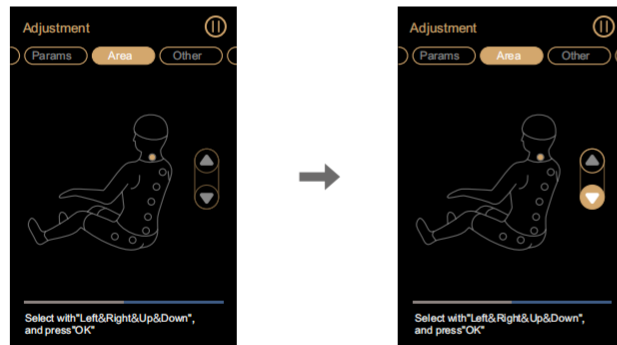 Adjustment
Params
Area
Other
Select with"Left&Right&Up&Down",
and press"OK"
Adjustment
Params
Area
Other
Select with"Left&Right&Up&Down",
and press"OK"